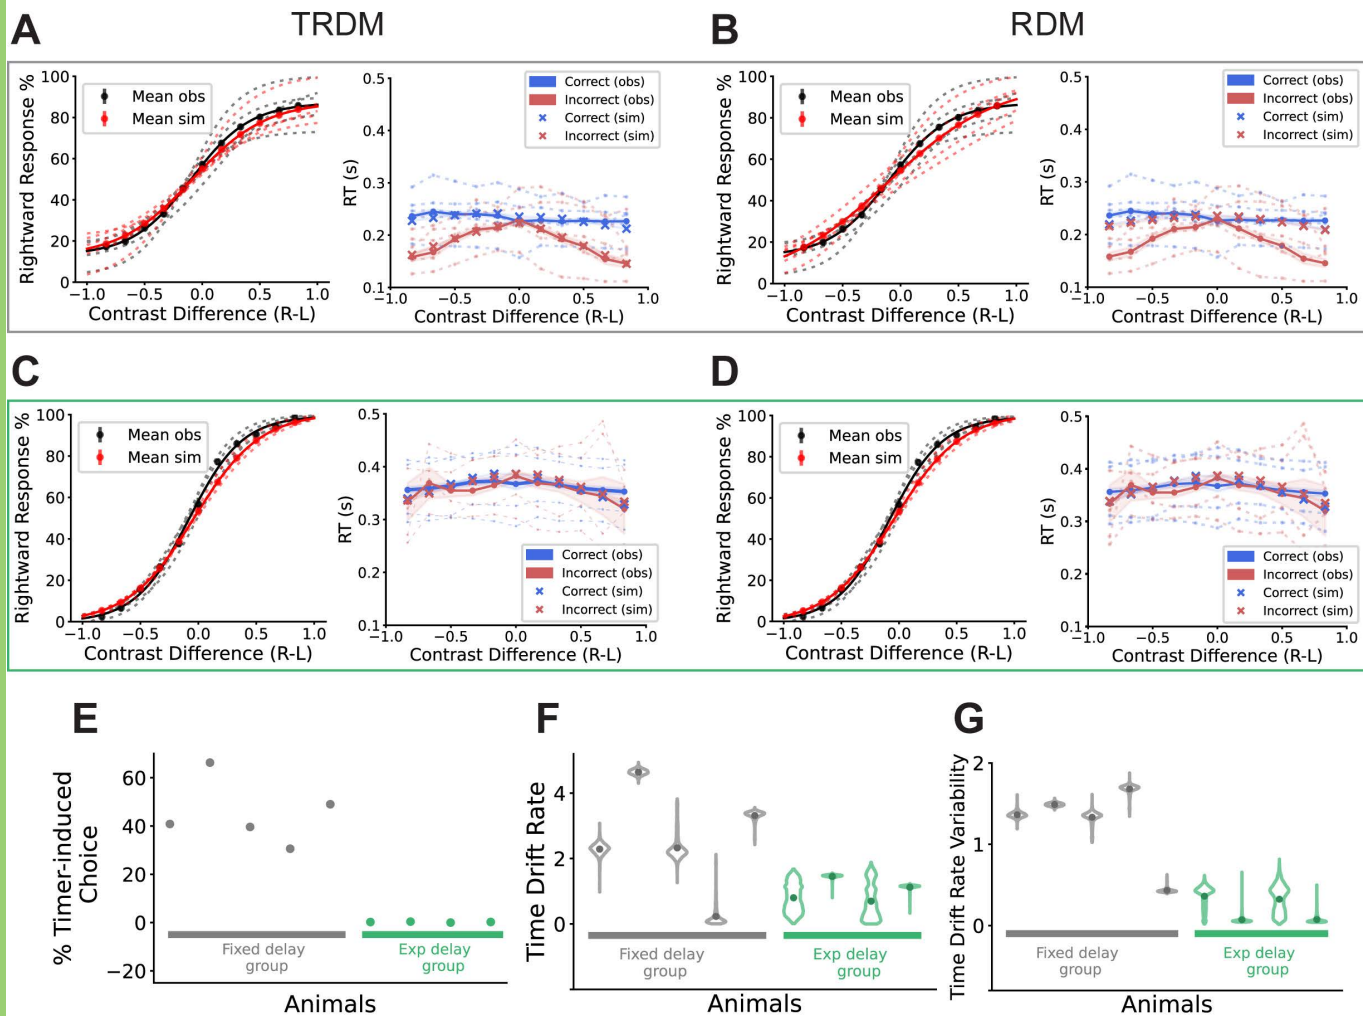 A TRDM
B RDM
Rightward Response %
100
80
60
40
20
0
Mean obs
Mean sim
−1.0 −0.5 0.0 0.5 1.0
Contrast Difference (R-L)
RT (s)
0.5
0.4
0.3
0.2
0.1
Correct (obs)
Incorrect (obs)
Correct (sim)
Incorrect (sim)
−1.0 −0.5 0.0 0.5 1.0
Contrast Difference (R-L)
Rightward Response %
100
80
60
40
20
0
Mean obs
Mean sim
−1.0 −0.5 0.0 0.5 1.0
Contrast Difference (R-L)
RT (s)
0.5
0.4
0.3
0.2
0.1
Correct (obs)
Incorrect (obs)
Correct (sim)
Incorrect (sim)
−1.0 −0.5 0.0 0.5 1.0
Contrast Difference (R-L)
C
Rightward Response %
100
80
60
40
20
0
Mean obs
Mean sim
−1.0 −0.5 0.0 0.5 1.0
Contrast Difference (R-L)
RT (s)
0.5
0.4
0.3
0.2
0.1
Correct (obs)
Incorrect (obs)
Correct (sim)
Incorrect (sim)
−1.0 −0.5 0.0 0.5 1.0
Contrast Difference (R-L)
D
Rightward Response %
100
80
60
40
20
0
Mean obs
Mean sim
−1.0 −0.5 0.0 0.5 1.0
Contrast Difference (R-L)
RT (s)
0.5
0.4
0.3
0.2
0.1
Correct (obs)
Incorrect (obs)
Correct (sim)
Incorrect (sim)
−1.0 −0.5 0.0 0.5 1.0
Contrast Difference (R-L)
E
% Timer-induced
Choice
60
40
20
0
−20
Fixed delay
group
Exp delay
group
Animals
F
Time Drift Rate
4
2
0
Fixed delay
group
Exp delay
group
Animals
G
Time Drift Rate Variability
2
1
0
Fixed delay
group
Exp delay
group
Animals